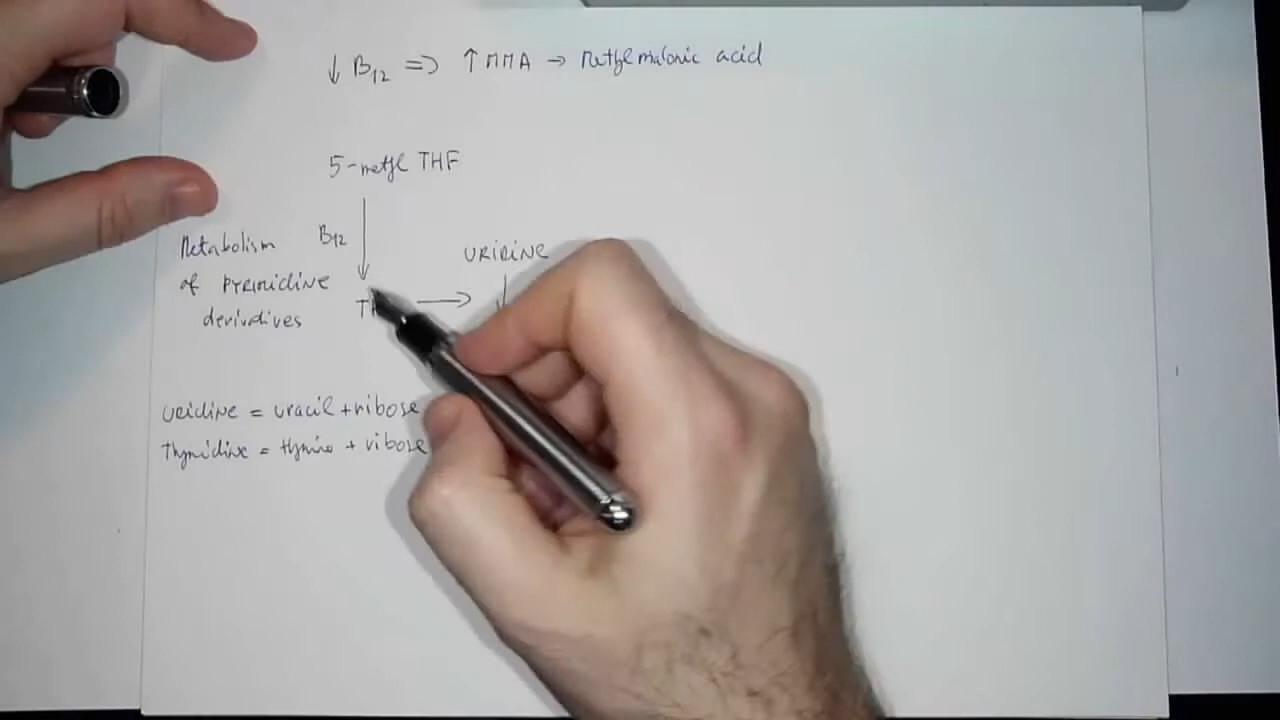 ↓ B12 => ↑ MMA → Methylmalonic acid
5-methyl THF
B12
URIDINE
Metabolism
of PYRIMIDINE
derivatives
uridine = uracil + ribose
Thymidine = thymine + ribose